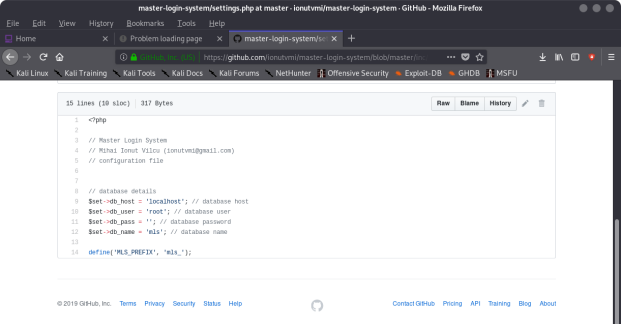 master-login-system/settings.php at master · ionutvmi/master-login-system · GitHub - Mozilla Firefox
File Edit View History Bookmarks Tools Help
Home × Problem loading page × master-login-system/se ×
GitHub, Inc. (US) https://github.com/ionutvmi/master-login-system/blob/master/
Kali Linux Kali Training Kali Tools Kali Docs Kali Forums NetHunter Offensive Security Exploit-DB GHDB MSFU
15 lines (10 sloc) 317 Bytes Raw Blame History
1 <?php
2
3 // Master Login System
4 // Mihai Ionut Vilcu (ionutvmi@gmail.com)
5 // configuration file
6
7
8 // database details
9 $set->db_host = 'localhost'; // database host
10 $set->db_user = 'root'; // database user
11 $set->db_pass = ''; // database password
12 $set->db_name = 'mls'; // database name
13
14 define('MLS_PREFIX', 'mls_');
© 2019 GitHub, Inc. Terms Privacy Security Status Help Contact GitHub Pricing API Training Blog About